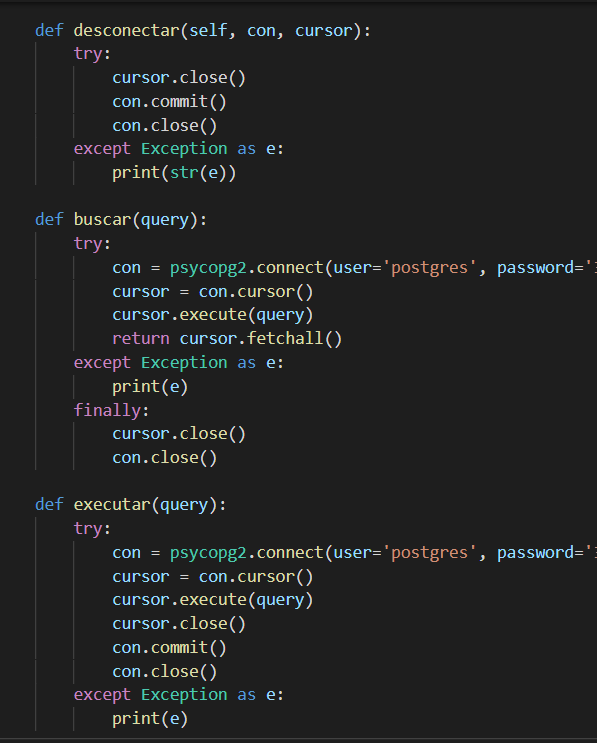 def desconectar(self, con, cursor):
    try:
        cursor.close()
        con.commit()
        con.close()
    except Exception as e:
        print(str(e))

def buscar(query):
    try:
        con = psycopg2.connect(user='postgres', password='
        cursor = con.cursor()
        cursor.execute(query)
        return cursor.fetchall()
    except Exception as e:
        print(e)
    finally:
        cursor.close()
        con.close()

def executar(query):
    try:
        con = psycopg2.connect(user='postgres', password='
        cursor = con.cursor()
        cursor.execute(query)
        cursor.close()
        con.commit()
        con.close()
    except Exception as e:
        print(e)